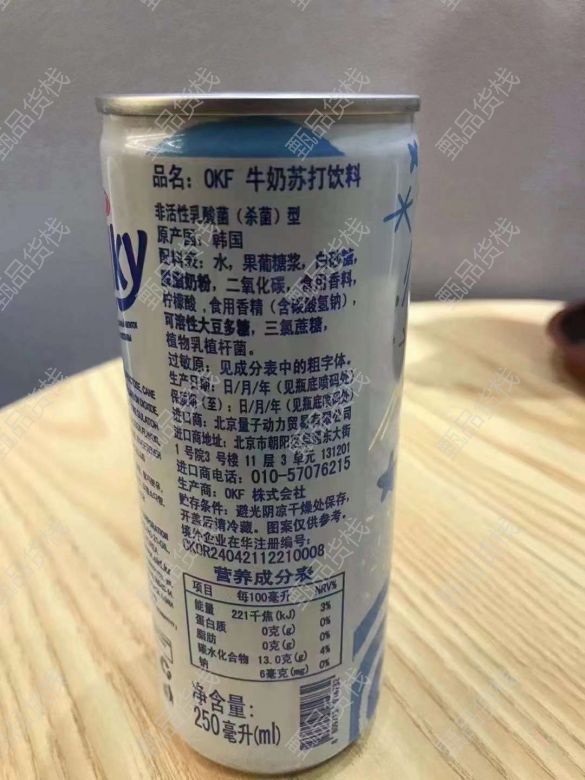 品名：OKF 牛奶苏打饮料
非活性乳酸菌（杀菌）型
原产国：韩国
配料表：水，果葡糖浆，白砂糖，
脱脂奶粉，二氧化碳，食用香料，
柠檬酸，食用香精（含碳酸氢钠），
可溶性大豆多糖，三氯蔗糖，
植物乳植杆菌。
过敏原：见成分表中的粗字体。
生产日期：日/月/年（见瓶底喷码处）
保质期（至）：日/月/年（见瓶底喷码处）
进口商：北京量子动力贸易有限公司
进口商地址：北京市朝阳区 东大街
1号院3号楼 11层 3单元 131201
进口商电话：010-57076215
生产商：OKF 株式会社
贮存条件：避光阴凉干燥处保存，
开善后请冷藏。图案仅供参考。
境外企业在华注册编号：
CKOR24042112210008
营养成分表
项目 每100毫升 NRV%
能量 221千焦(kJ) 3%
蛋白质 0克(g) 0%
脂肪 0克(g) 0%
碳水化合物 13.0克(g) 4%
钠 6毫克(mg) 0%
净含量：
250毫升(ml)
ky
甄品货栈